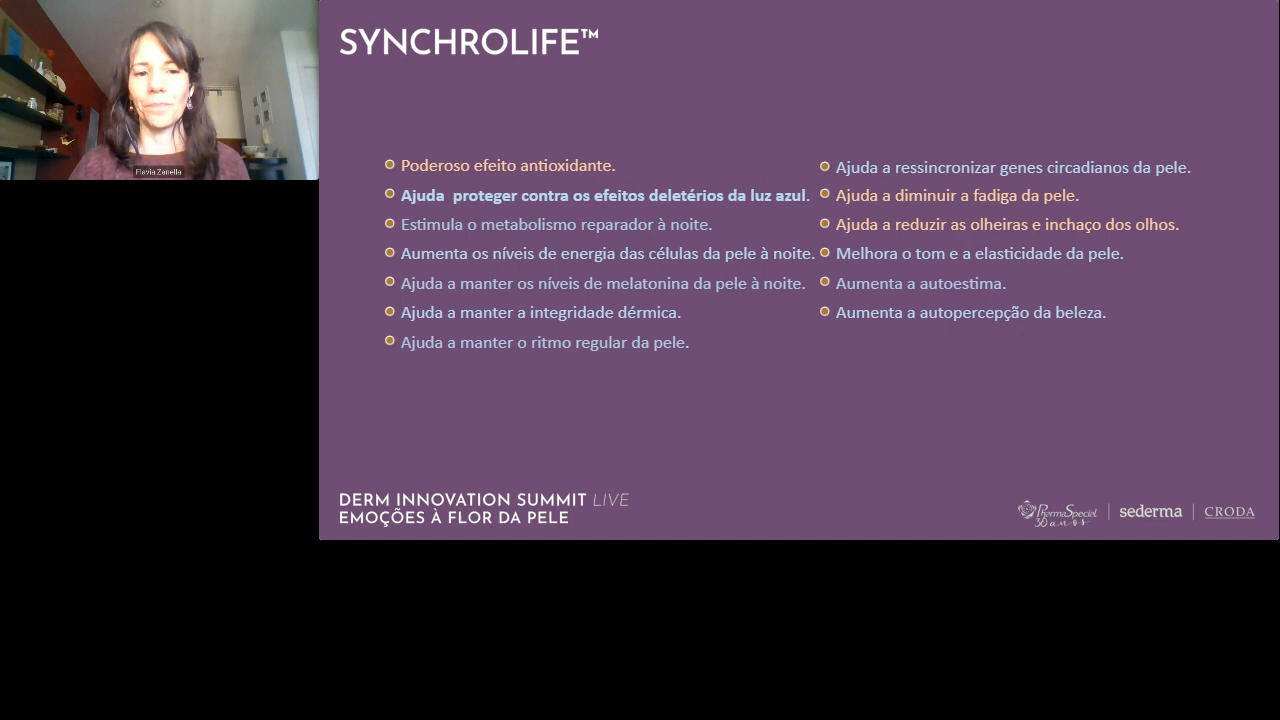 SYNCHROLIFE™
Flavia Zanella
Poderoso efeito antioxidante.
Ajuda  proteger contra os efeitos deletérios da luz azul.
Estimula o metabolismo reparador à noite.
Aumenta os níveis de energia das células da pele à noite.
Ajuda a manter os níveis de melatonina da pele à noite.
Ajuda a manter a integridade dérmica.
Ajuda a manter o ritmo regular da pele.
Ajuda a ressincronizar genes circadianos da pele.
Ajuda a diminuir a fadiga da pele.
Ajuda a reduzir as olheiras e inchaço dos olhos.
Melhora o tom e a elasticidade da pele.
Aumenta a autoestima.
Aumenta a autopercepção da beleza.
DERM INNOVATION SUMMIT LIVE
EMOÇÕES À FLOR DA PELE
PharmaSpecial
30 anos
sederma
CRODA